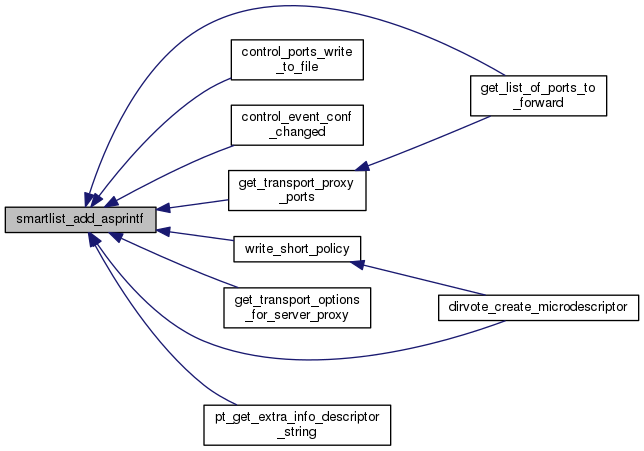 control_ports_write
_to_file
get_list_of_ports_to
_forward
control_event_conf
_changed
get_transport_proxy
_ports
smartlist_add_asprintf
write_short_policy
get_transport_options
_for_server_proxy
dirvote_create_microdescriptor
pt_get_extra_info_descriptor
_string